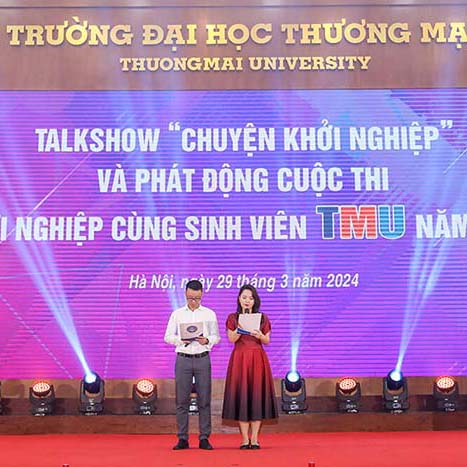 TRƯỜNG ĐẠI HỌC THƯƠNG MẠ
THUONGMAI UNIVERSITY
TALKSHOW "CHUYỆN KHỞI NGHIỆP"
VÀ PHÁT ĐỘNG CUỘC THI
I NGHIỆP CÙNG SINH VIÊN TMU NĂM
Hà Nội, ngày 29 tháng 3 năm 2024